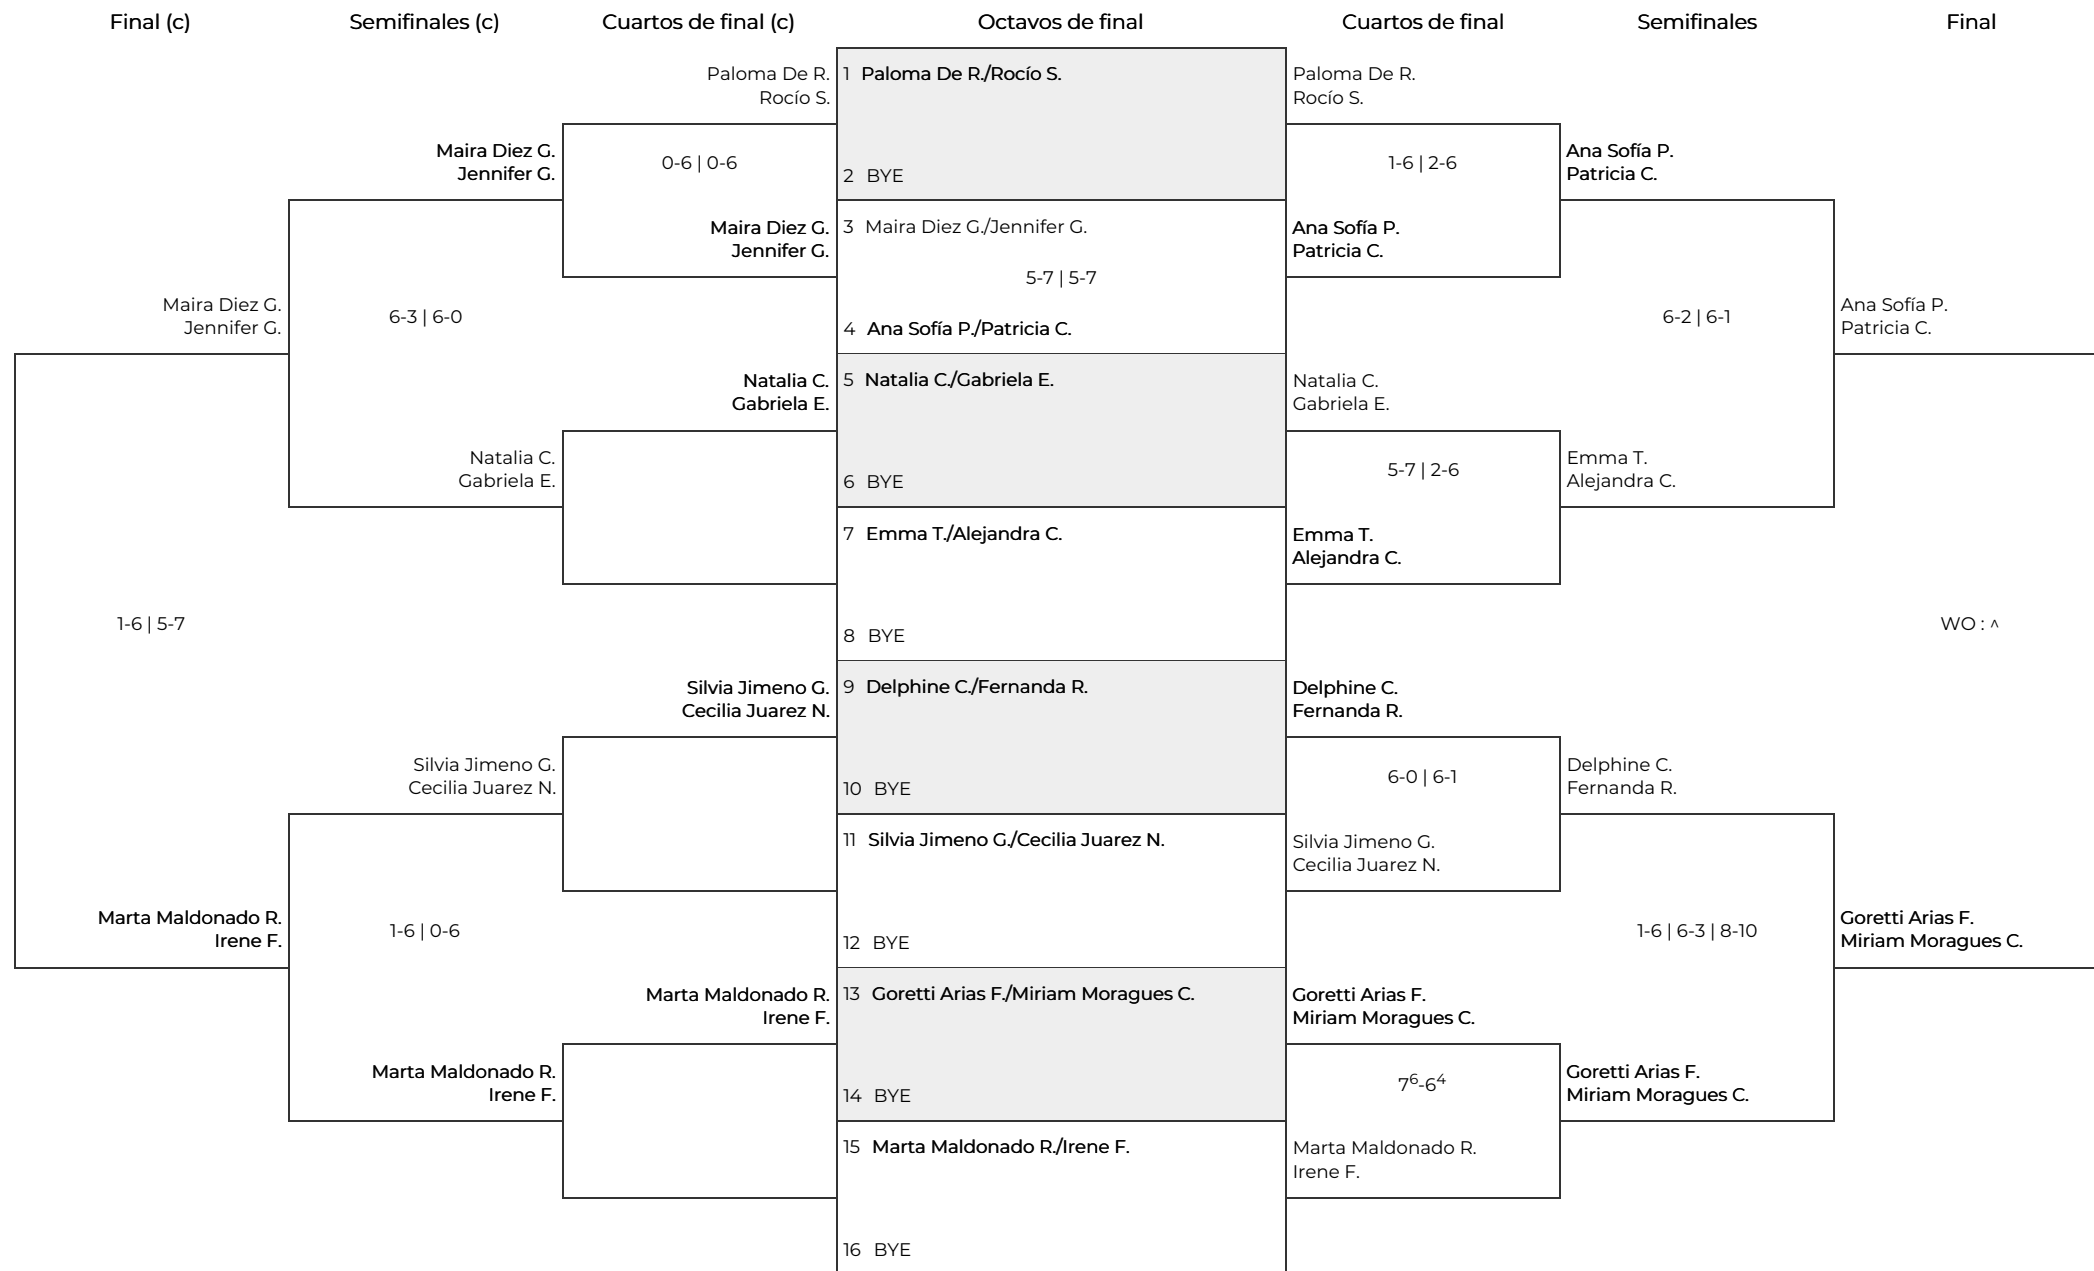 Final (c)
Semifinales (c)
Cuartos de final (c)
Octavos de final
Cuartos de final
Semifinales
Final
Maira Diez G.
Jennifer G.
1-6 | 5-7
Marta Maldonado R.
Irene F.
Maira Diez G.
Jennifer G.
6-3 | 6-0
Natalia C.
Gabriela E.
Silvia Jimeno G.
Cecilia Juarez N.
1-6 | 0-6
Marta Maldonado R.
Irene F.
Paloma De R.
Rocío S.
0-6 | 0-6
Maira Diez G.
Jennifer G.
Natalia C.
Gabriela E.
Silvia Jimeno G.
Cecilia Juarez N.
Marta Maldonado R.
Irene F.
1 Paloma De R./Rocío S.
2 BYE
3 Maira Diez G./Jennifer G.
5-7 | 5-7
4 Ana Sofía P./Patricia C.
5 Natalia C./Gabriela E.
6 BYE
7 Emma T./Alejandra C.
8 BYE
9 Delphine C./Fernanda R.
10 BYE
11 Silvia Jimeno G./Cecilia Juarez N.
12 BYE
13 Goretti Arias F./Miriam Moragues C.
14 BYE
15 Marta Maldonado R./Irene F.
16 BYE
Paloma De R.
Rocío S.
1-6 | 2-6
Ana Sofía P.
Patricia C.
Natalia C.
Gabriela E.
5-7 | 2-6
Emma T.
Alejandra C.
Delphine C.
Fernanda R.
6-0 | 6-1
Silvia Jimeno G.
Cecilia Juarez N.
Goretti Arias F.
Miriam Moragues C.
7⁶-6⁴
Marta Maldonado R.
Irene F.
Ana Sofía P.
Patricia C.
6-2 | 6-1
Emma T.
Alejandra C.
Delphine C.
Fernanda R.
1-6 | 6-3 | 8-10
Goretti Arias F.
Miriam Moragues C.
Ana Sofía P.
Patricia C.
WO : ^
Goretti Arias F.
Miriam Moragues C.